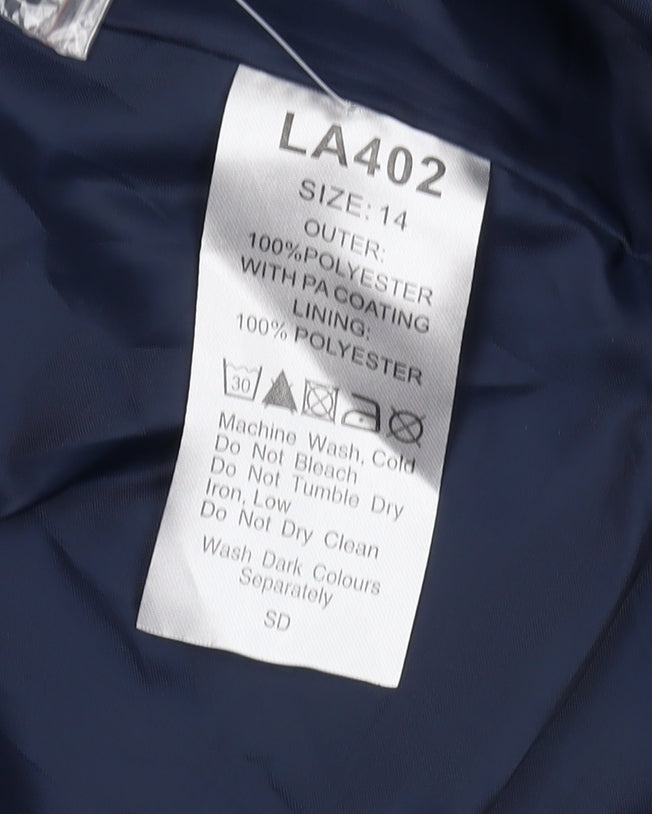 LA402
SIZE: 14
OUTER:
100%POLYESTER
WITH PA COATING
LINING:
100% POLYESTER
30
Machine Wash, Cold
Do Not Bleach
Do Not Tumble Dry
Iron, Low
Do Not Dry Clean
Wash Dark Colours
Separately
SD